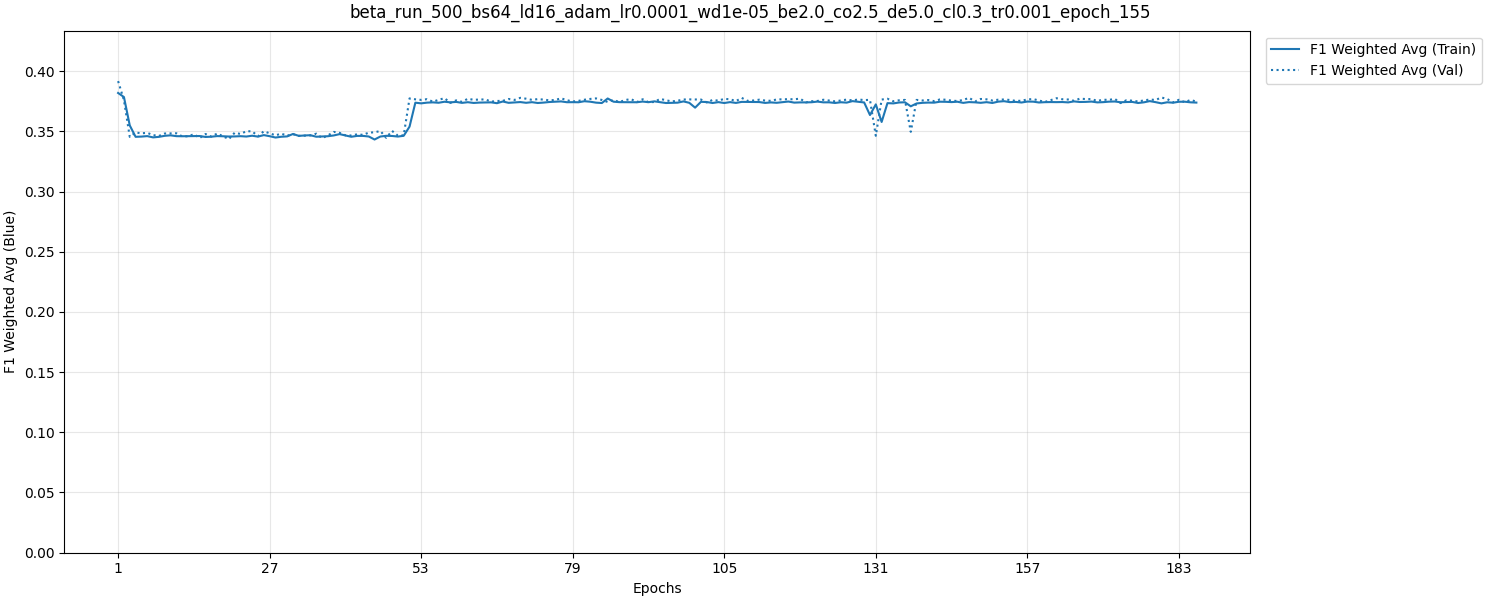 beta_run_500_bs64_ld16_adam_lr0.0001_wd1e-05_be2.0_co2.5_de5.0_cl0.3_tr0.001_epoch_155
F1 Weighted Avg (Train)
F1 Weighted Avg (Val)
F1 Weighted Avg (Blue)
0.40
0.35
0.30
0.25
0.20
0.15
0.10
0.05
0.00
1 27 53 79 105 131 157 183
Epochs